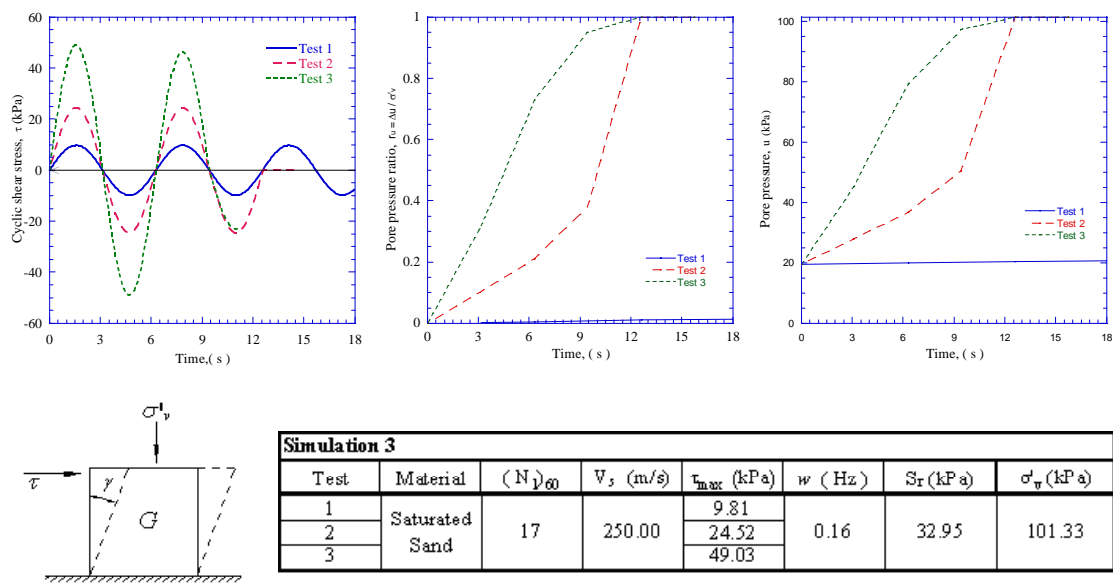 Cyclic shear stress, τ (kPa)
60
40
20
0
-20
-40
-60
0 3 6 9 12 15 18
Time,( s )
Test 1
Test 2
Test 3
Pore pressure ratio, rᵤ = Δu / σ'v
1
0.8
0.6
0.4
0.2
0
0 3 6 9 12 15 18
Time, ( s )
Test 1
Test 2
Test 3
Pore pressure, u (kPa)
100
80
60
40
20
0
0 3 6 9 12 15 18
Time,( s )
Test 1
Test 2
Test 3
σ'v
τ
γ
G
Simulation 3
Test Material (N₁)₆₀ Vₛ (m/s) τmax (kPa) w (Hz) Sr (kPa) σ'v (kPa)
1 9.81
2 Saturated Sand 17 250.00 24.52 0.16 32.95 101.33
3 49.03